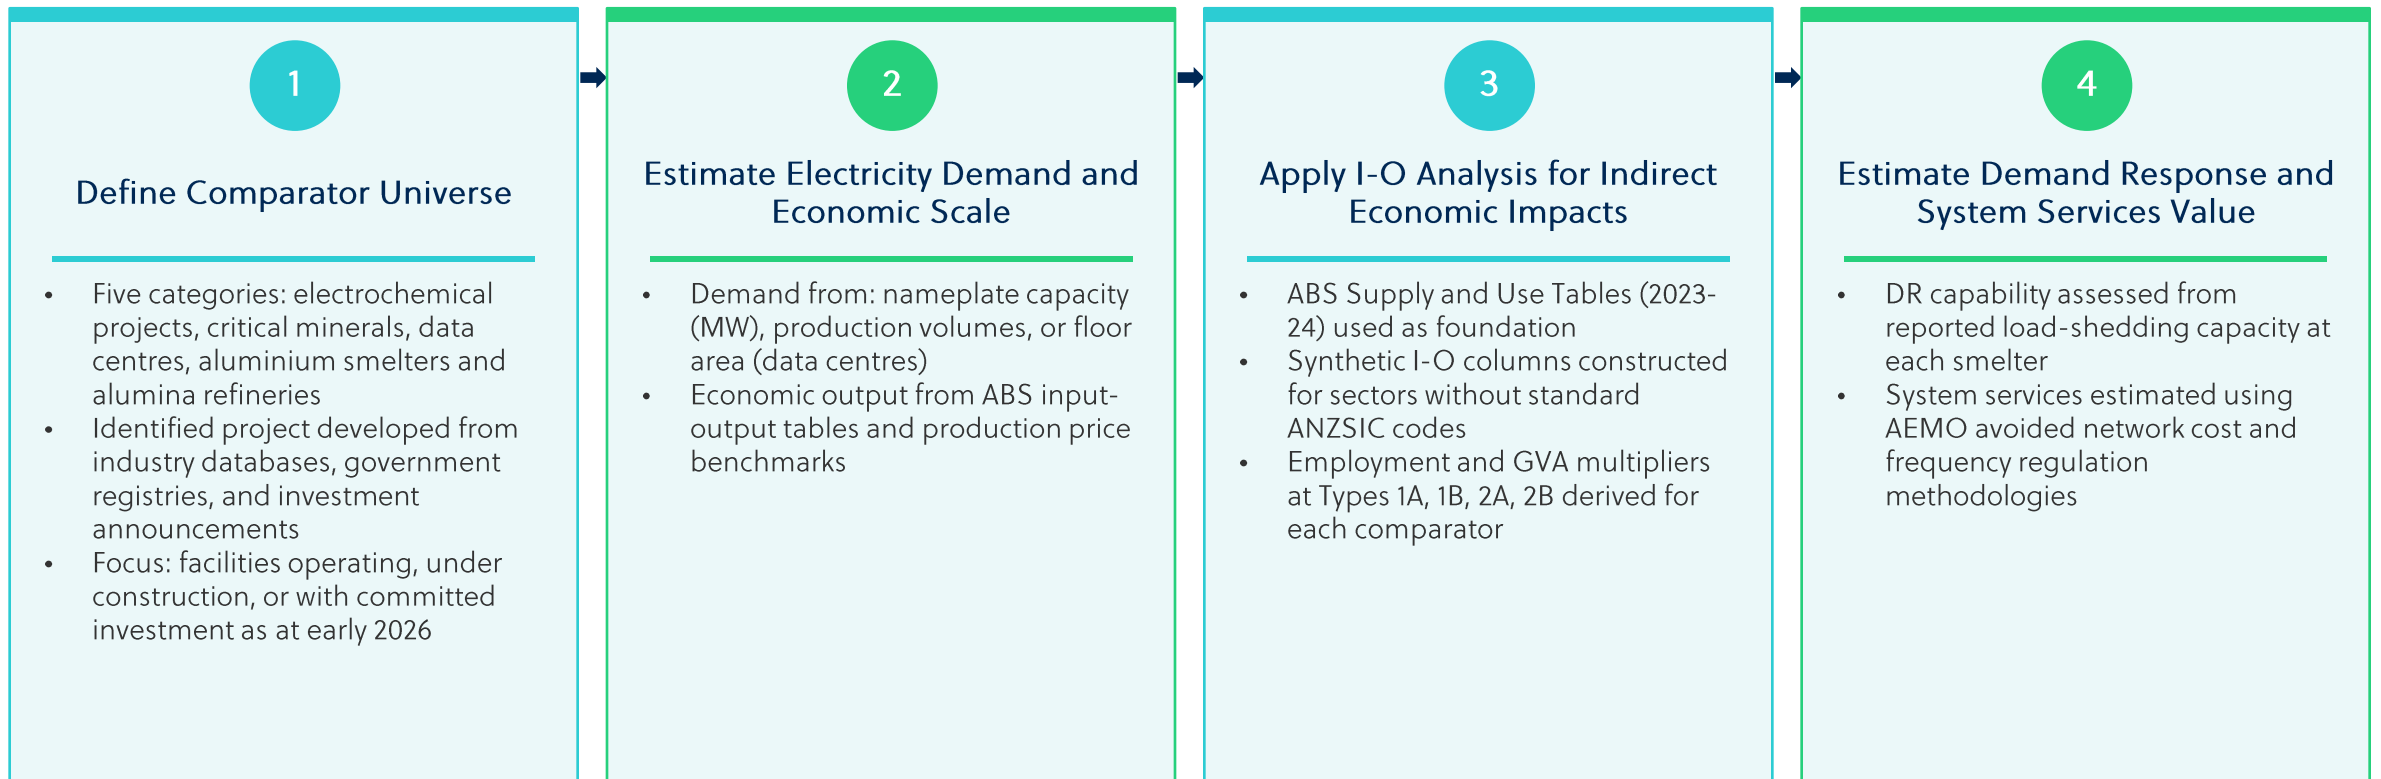 1
Define Comparator Universe
• Five categories: electrochemical
projects, critical minerals, data
centres, aluminium smelters and
alumina refineries
• Identified project developed from
industry databases, government
registries, and investment
announcements
• Focus: facilities operating, under
construction, or with committed
investment as at early 2026
2
Estimate Electricity Demand and
Economic Scale
• Demand from: nameplate capacity
(MW), production volumes, or floor
area (data centres)
• Economic output from ABS input-
output tables and production price
benchmarks
3
Apply I-O Analysis for Indirect
Economic Impacts
• ABS Supply and Use Tables (2023-
24) used as foundation
• Synthetic I-O columns constructed
for sectors without standard
ANZSIC codes
• Employment and GVA multipliers
at Types 1A, 1B, 2A, 2B derived for
each comparator
4
Estimate Demand Response and
System Services Value
• DR capability assessed from
reported load-shedding capacity at
each smelter
• System services estimated using
AEMO avoided network cost and
frequency regulation
methodologies